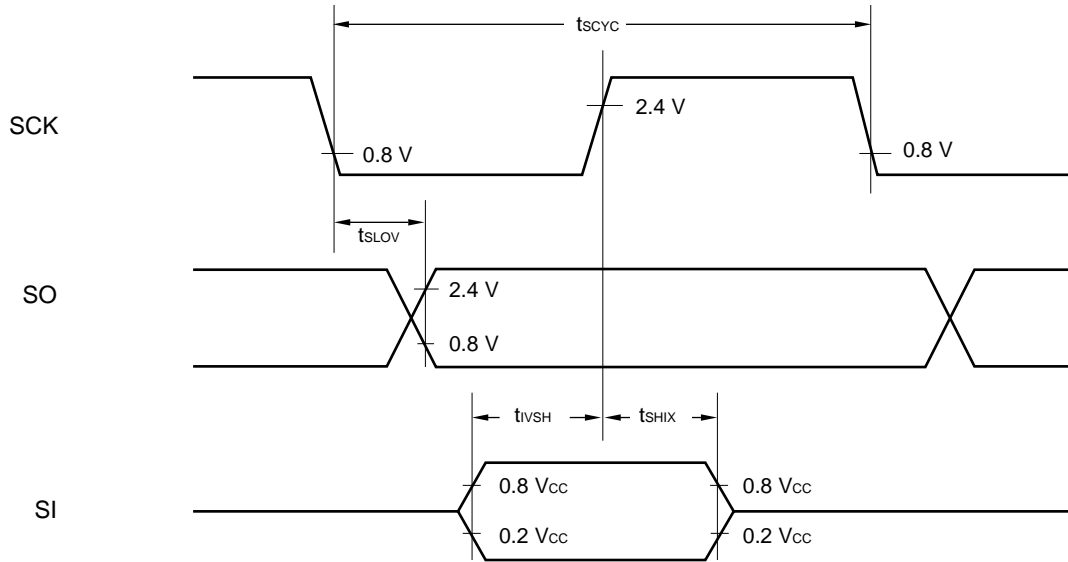 tSCYC
SCK
2.4 V
0.8 V
0.8 V
tSLOV
SO
2.4 V
0.8 V
tIVSH
tSHIX
SI
0.8 VCC
0.8 VCC
0.2 VCC
0.2 VCC